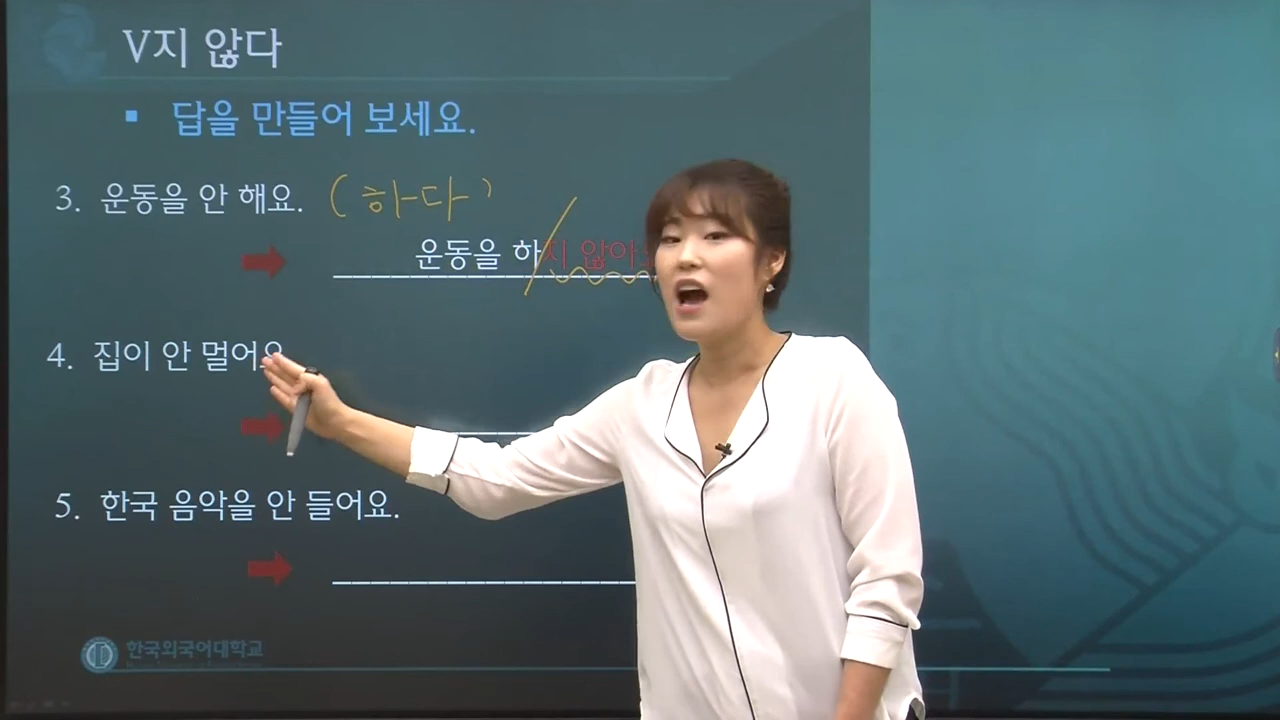 V지 않다
▪ 답을 만들어 보세요.
3. 운동을 안 해요. (하다)
운동을 하지 않아
4. 집이 안 멀어요
5. 한국 음악을 안 들어요.
한국외국어대학교